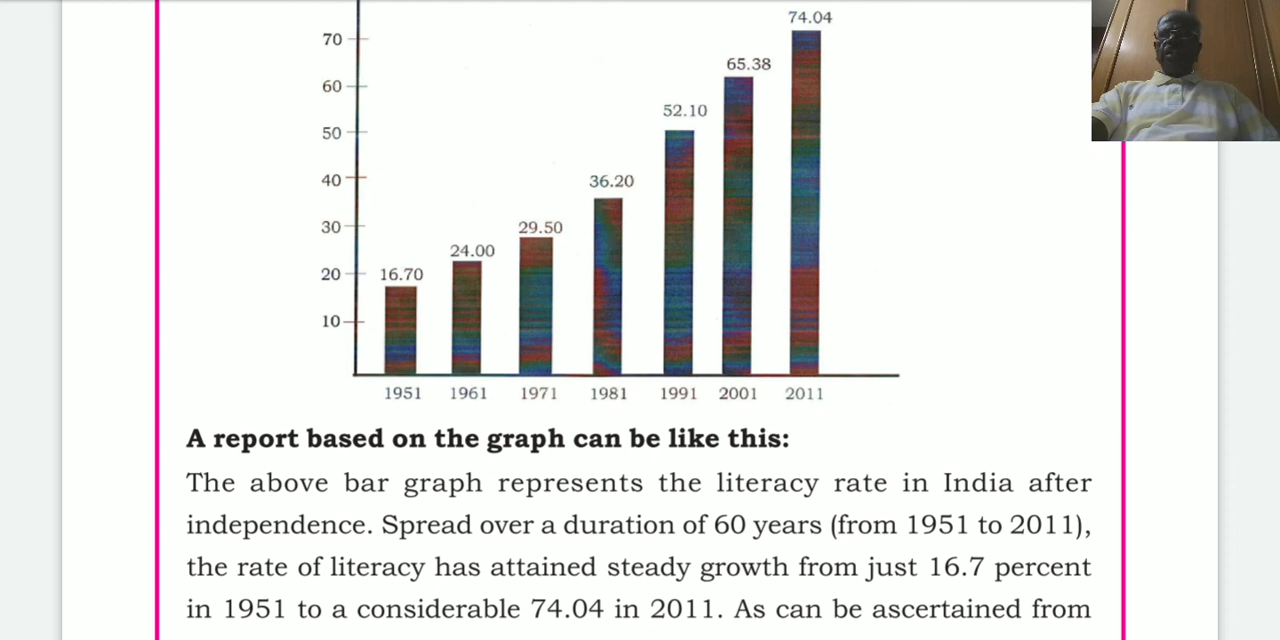 74.04
70
65.38
60
52.10
50
40
36.20
30
29.50
24.00
20
16.70
10
1951 1961 1971 1981 1991 2001 2011
A report based on the graph can be like this:
The above bar graph represents the literacy rate in India after
independence. Spread over a duration of 60 years (from 1951 to 2011),
the rate of literacy has attained steady growth from just 16.7 percent
in 1951 to a considerable 74.04 in 2011. As can be ascertained from